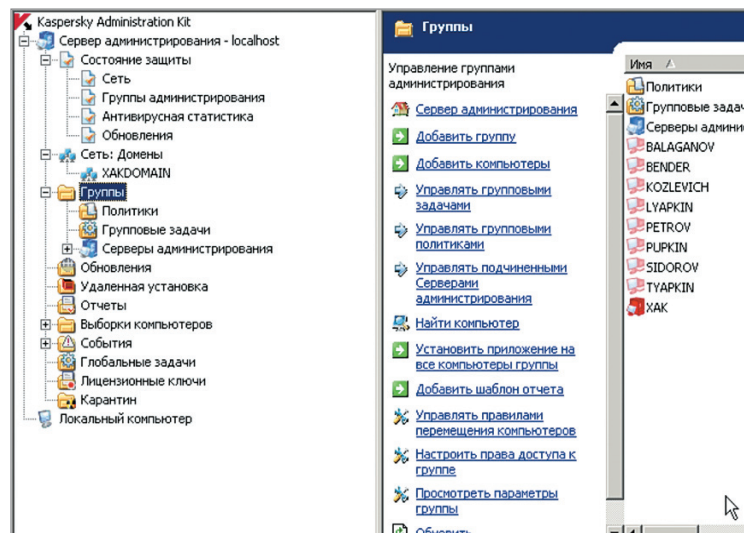 Kaspersky Administration Kit
Сервер администрирования - localhost
Состояние защиты
Сеть
Группы администрирования
Антивирусная статистика
Обновления
Сеть: Домены
XAKDOMAIN
Группы
Политики
Групповые задачи
Серверы администрирования
Обновления
Удаленная установка
Отчеты
Выборки компьютеров
События
Глобальные задачи
Лицензионные ключи
Карантин
Локальный компьютер
Группы
Управление группами
администрирования
Сервер администрирования
Добавить группу
Добавить компьютеры
Управлять групповыми
задачами
Управлять групповыми
политиками
Управлять подчиненными
Серверами
администрирования
Найти компьютер
Установить приложение на
все компьютеры группы
Добавить шаблон отчета
Управлять правилами
перемещения компьютеров
Настроить права доступа к
группе
Просмотреть параметры
группы
Обновить
Имя
Политики
Групповые зада
Серверы админи
BALAGANOV
BENDER
KOZLEVICH
LYAPKIN
PETROV
PUPKIN
SIDOROV
TYAPKIN
XAK